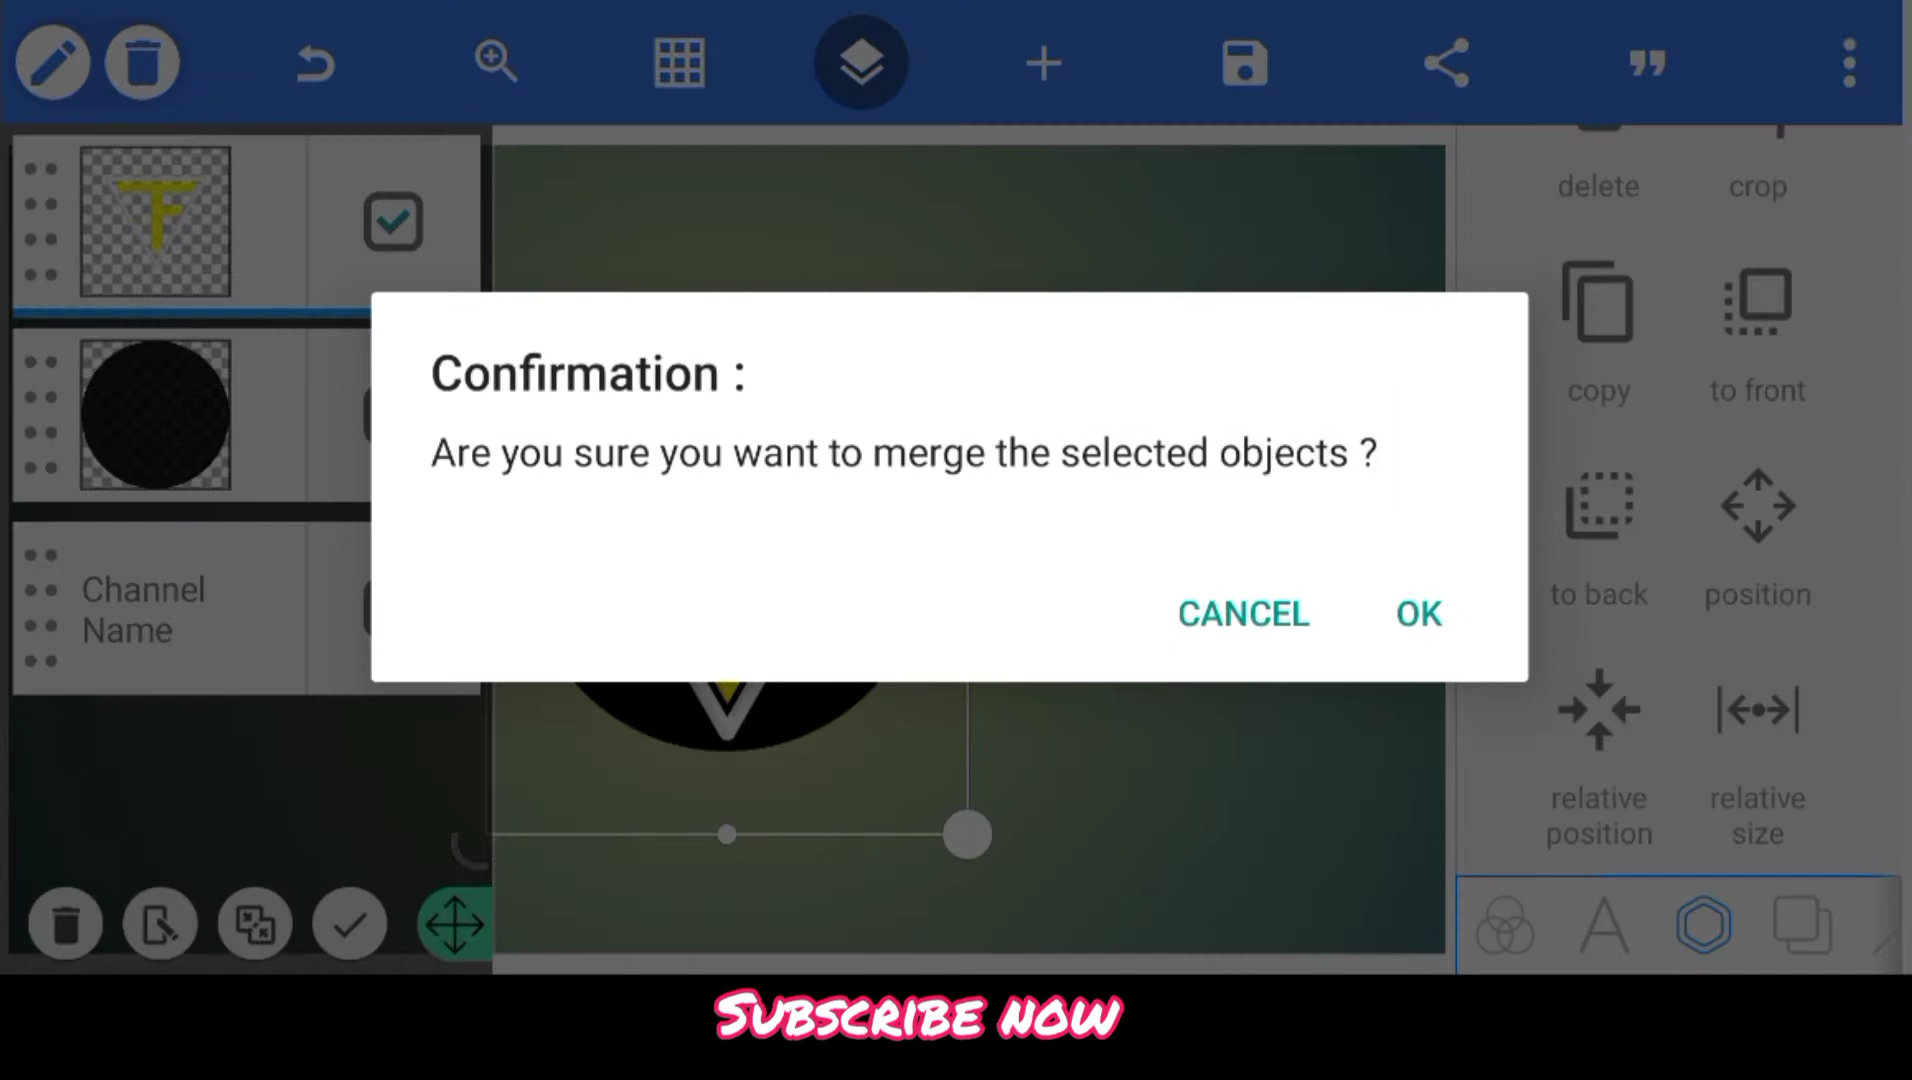 delete
crop
copy
to front
to back
position
relative
position
relative
size
TF
Channel
Name
Confirmation :
Are you sure you want to merge the selected objects ?
CANCEL
OK
A
SUBSCRIBE NOW